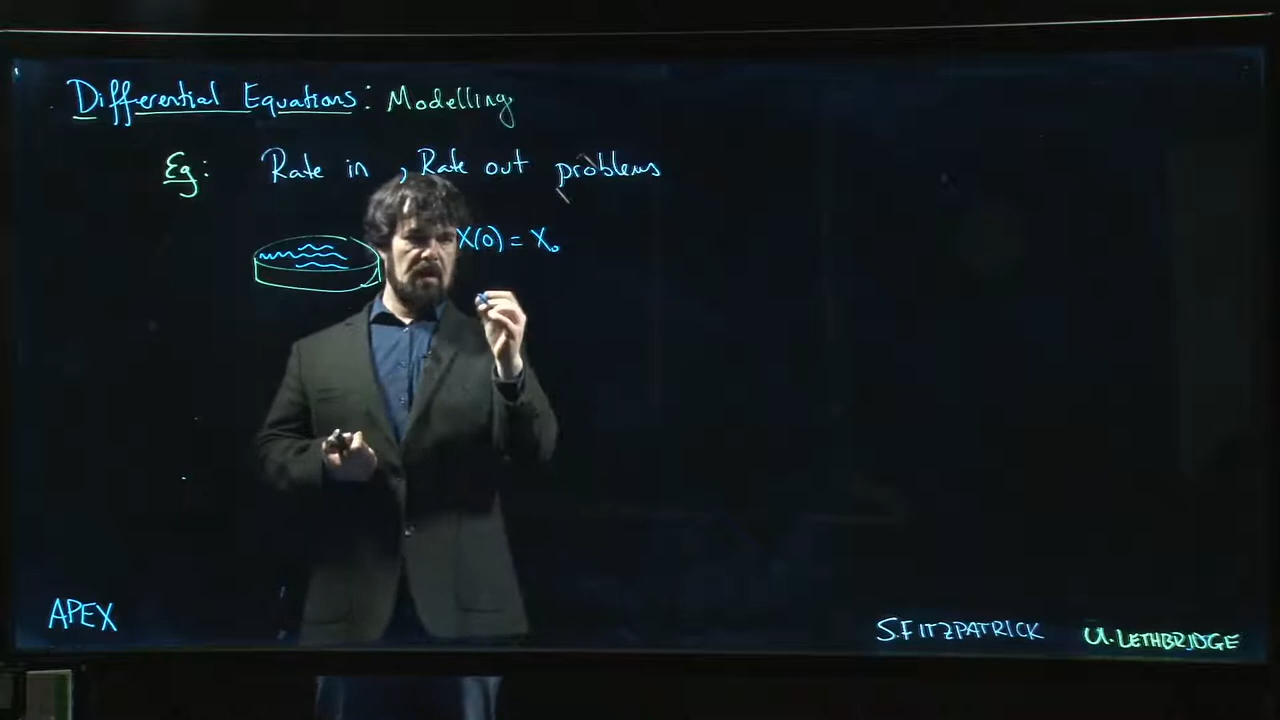 Differential Equations: Modelling
Eg: Rate in, Rate out problems
X(0) = X₀
APEX
S.FITZPATRICK U.LETHBRIDGE